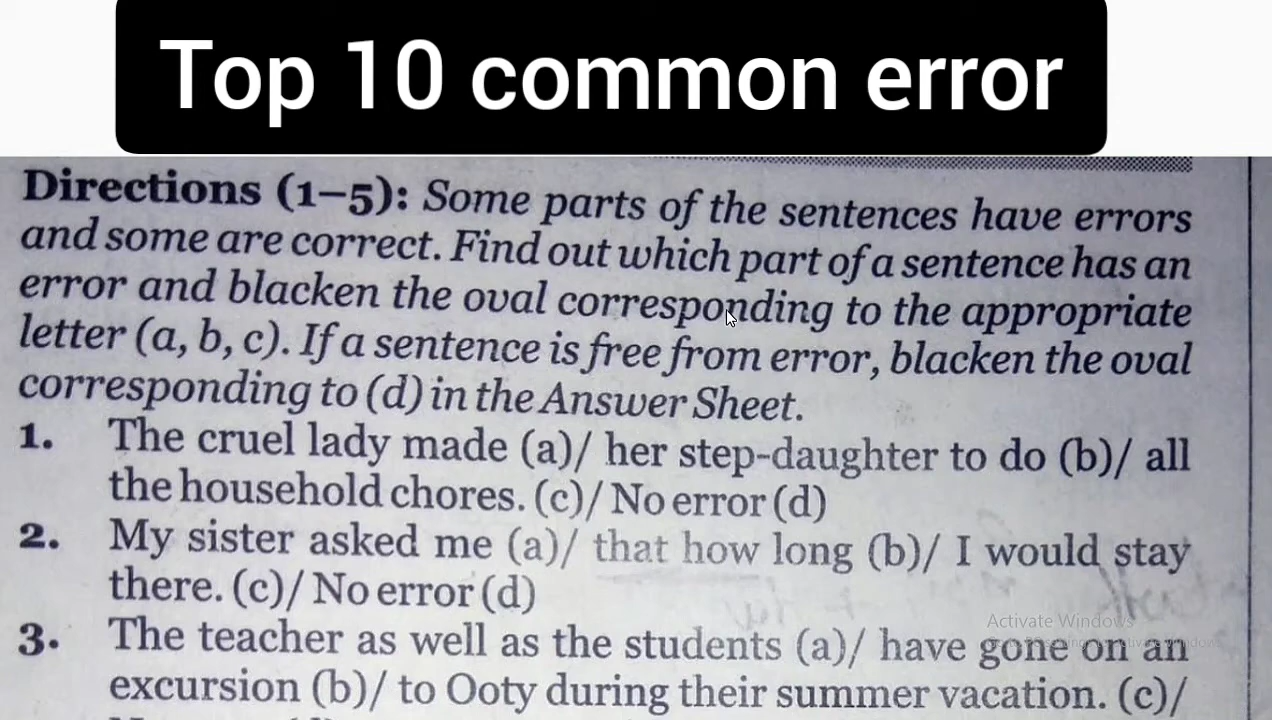 Top 10 common error
Directions (1–5): Some parts of the sentences have errors
and some are correct. Find out which part of a sentence has an
error and blacken the oval corresponding to the appropriate
letter (a, b, c). If a sentence is free from error, blacken the oval
corresponding to (d) in the Answer Sheet.
1. The cruel lady made (a)/ her step-daughter to do (b)/ all
the household chores. (c)/ No error (d)
2. My sister asked me (a)/ that how long (b)/ I would stay
there. (c)/ No error (d)
Activate Windows
3. The teacher as well as the students (a)/ have gone on an
excursion (b)/ to Ooty during their summer vacation. (c)/